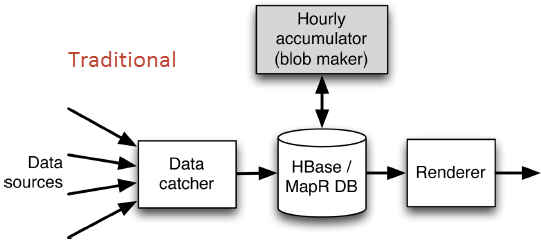 Traditional
Hourly
accumulator
(blob maker)
Data
sources
Data
catcher
HBase /
MapR DB
Renderer